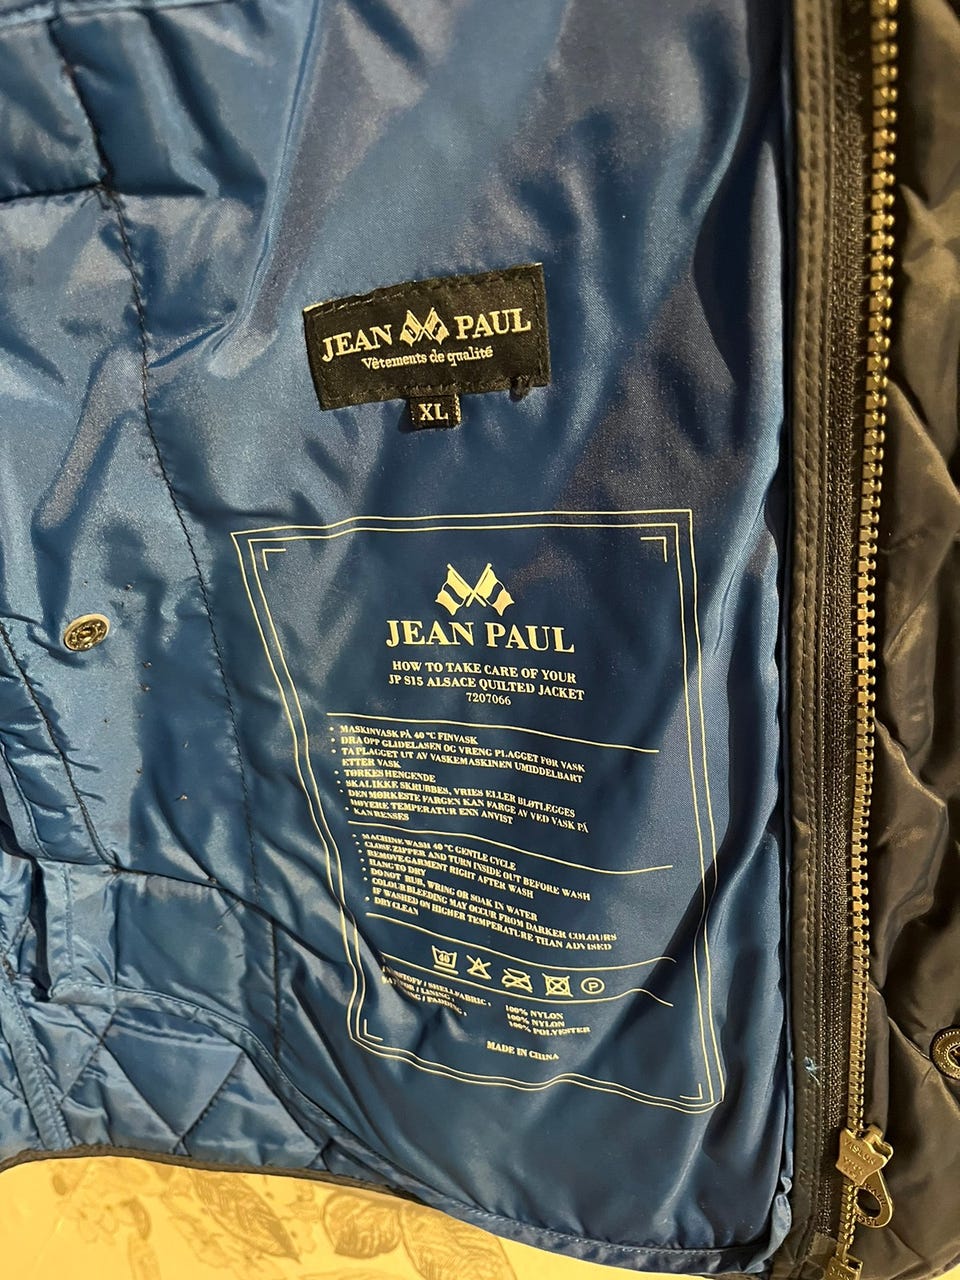 JEAN PAUL
Vêtements de qualité
XL
JEAN PAUL
HOW TO TAKE CARE OF YOUR
JP S15 ALSACE QUILTED JACKET
7207066
• MASKINVASK PÅ 40 °C FINVASK
• DRA OPP GLIDELÅSEN OG VRENG PLAGGET FØR VASK
• TA PLAGGET UT AV VASKEMASKINEN UMIDDELBART
ETTER VASK
• TØRKES HENGENDE
• SKAL IKKE SKRUBBES, VRIES ELLER BLØTLEGGES
• DEN MØRKESTE FARGEN KAN FARGE AV VED VASK PÅ
HØYERE TEMPERATUR ENN ANVIST
• KAN RENSES
• MACHINE WASH 40 °C GENTLE CYCLE
• CLOSE ZIPPER AND TURN INSIDE OUT BEFORE WASH
• REMOVE GARMENT RIGHT AFTER WASH
• HANG TO DRY
• DO NOT RUB, WRING OR SOAK IN WATER
• COLOUR BLEEDING MAY OCCUR FROM DARKER COLOURS
IF WASHED ON HIGHER TEMPERATURE THAN ADVISED
• DRY CLEAN
40 P
/ SHELLFABRIC : 100% NYLON
/ LINING : 100% NYLON
/ PADDING : 100% POLYESTER
MADE IN CHINA